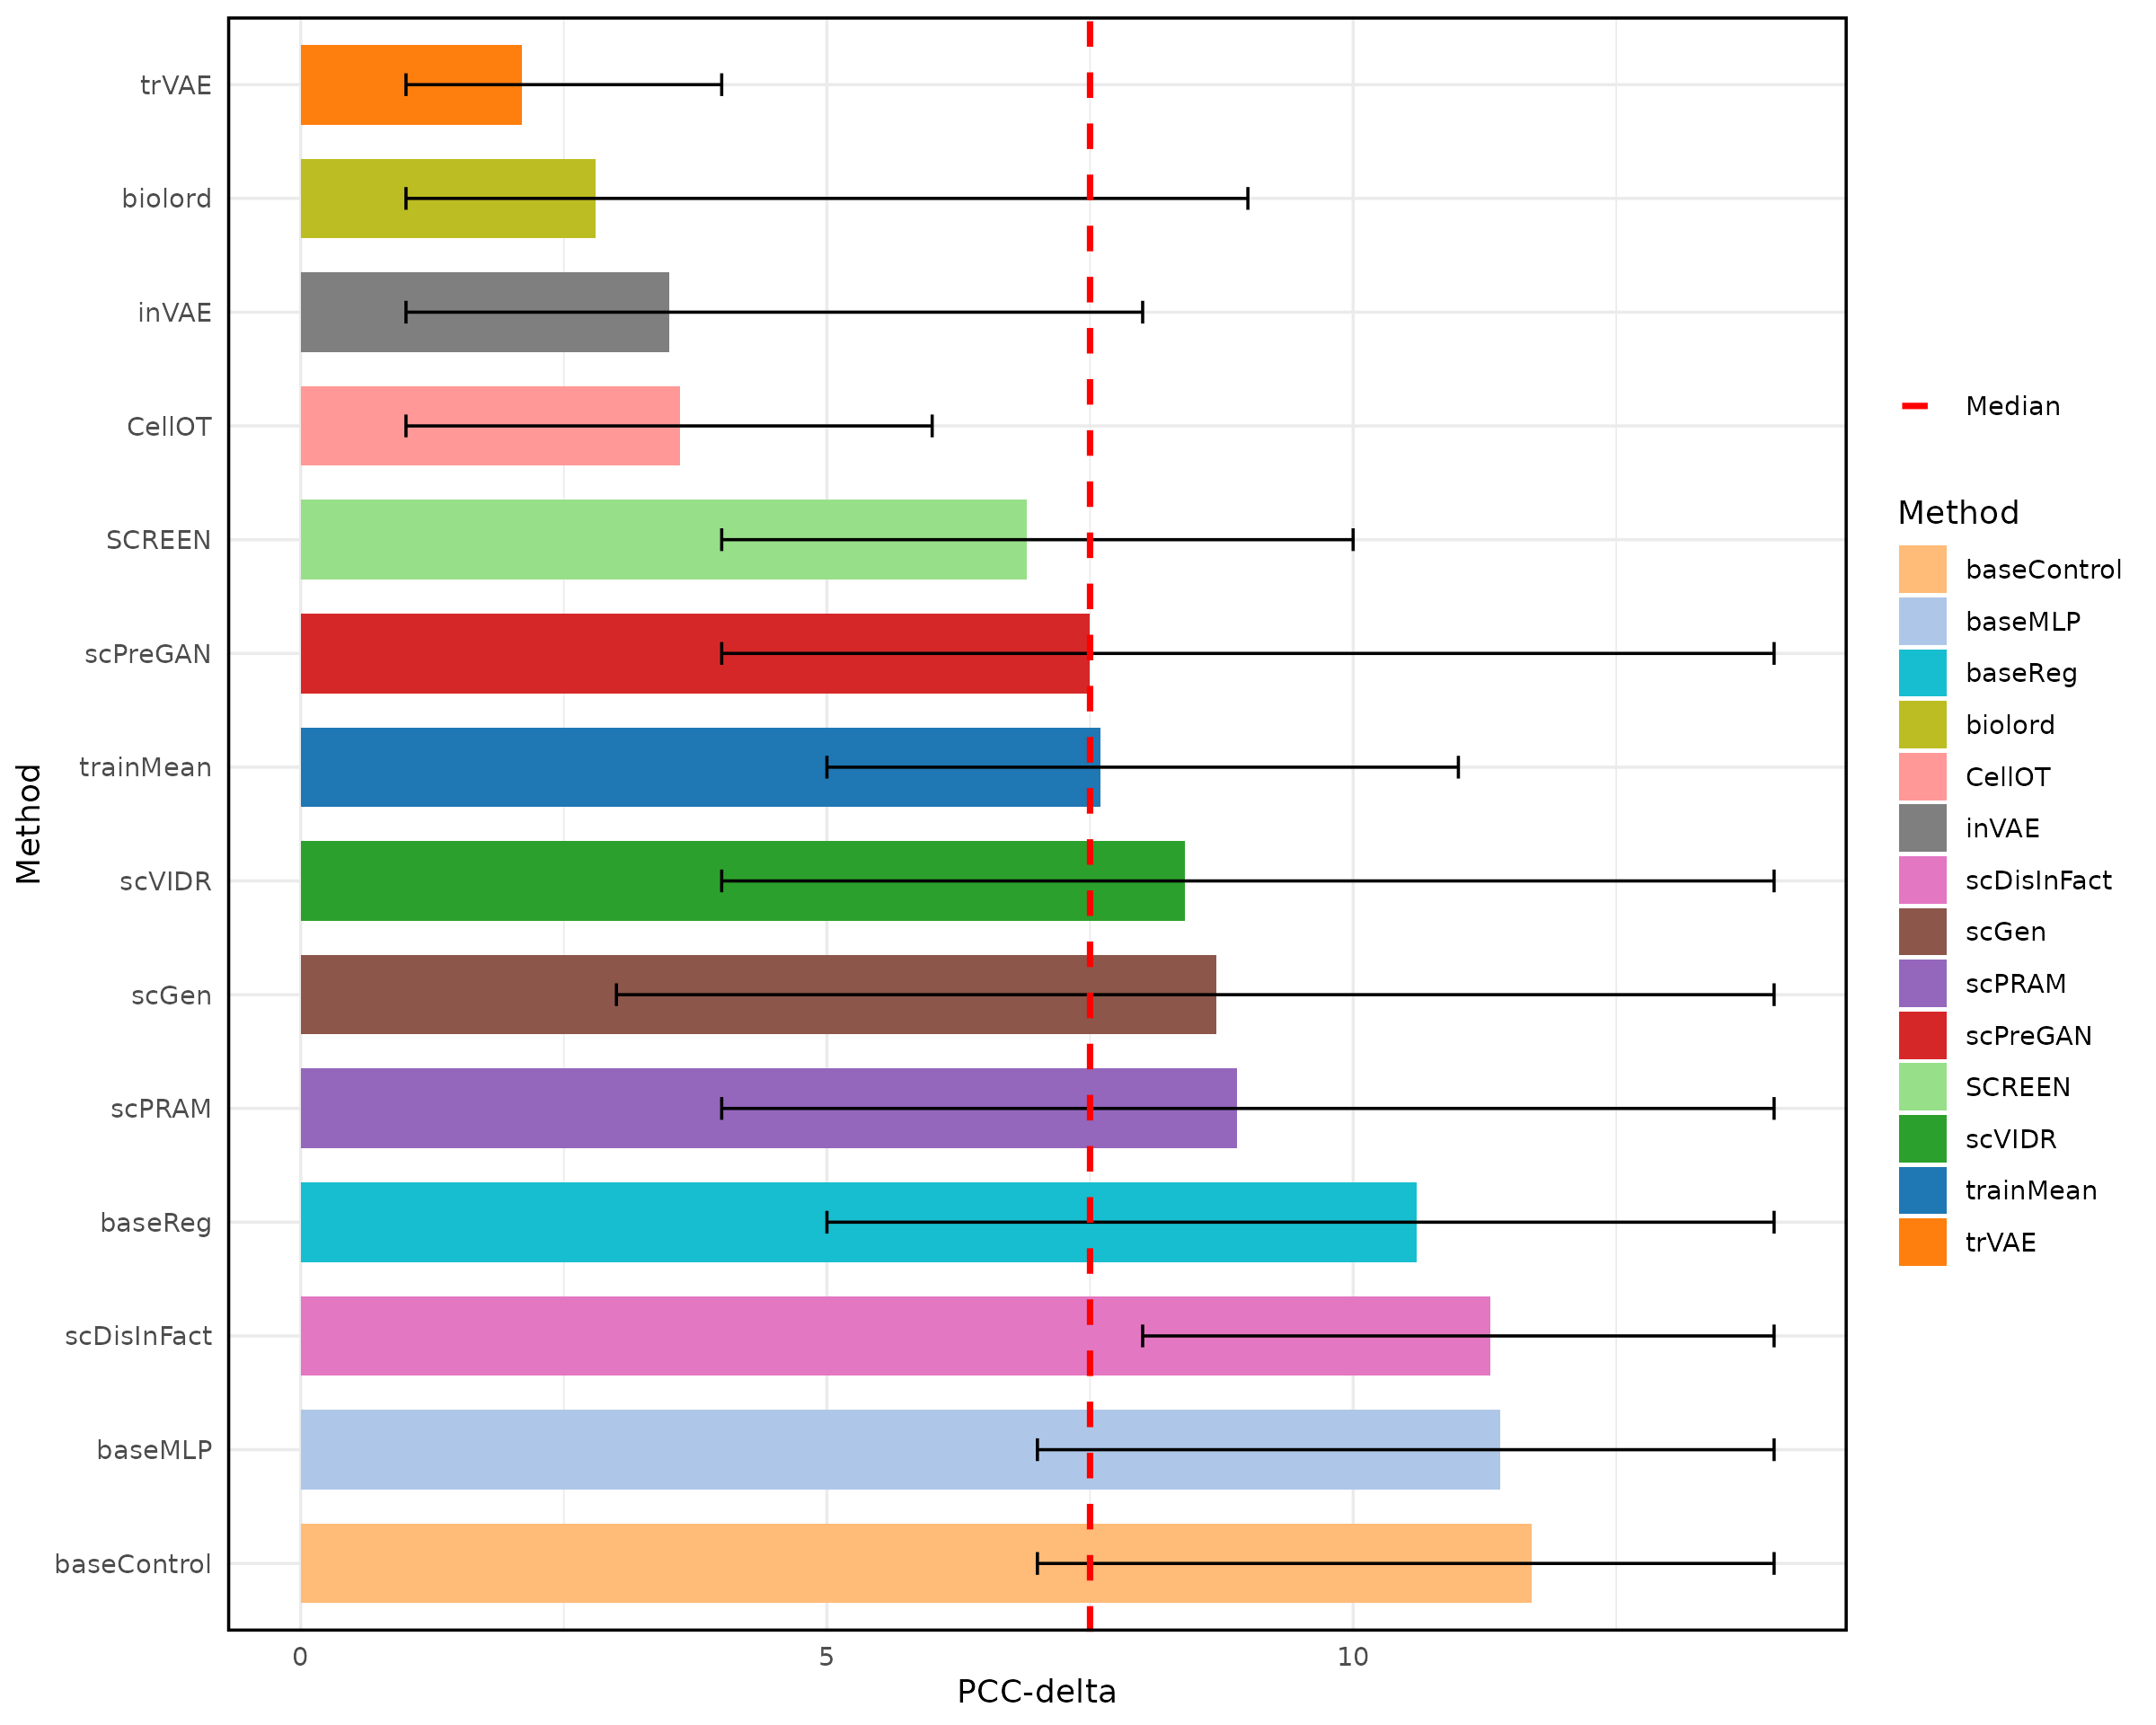 trVAE
biolord
inVAE
CellOT
SCREEN
scPreGAN
trainMean
scVIDR
scGen
scPRAM
baseReg
scDisInFact
baseMLP
baseControl
Method
0 5 10
PCC-delta
Median
Method
baseControl
baseMLP
baseReg
biolord
CellOT
inVAE
scDisInFact
scGen
scPRAM
scPreGAN
SCREEN
scVIDR
trainMean
trVAE